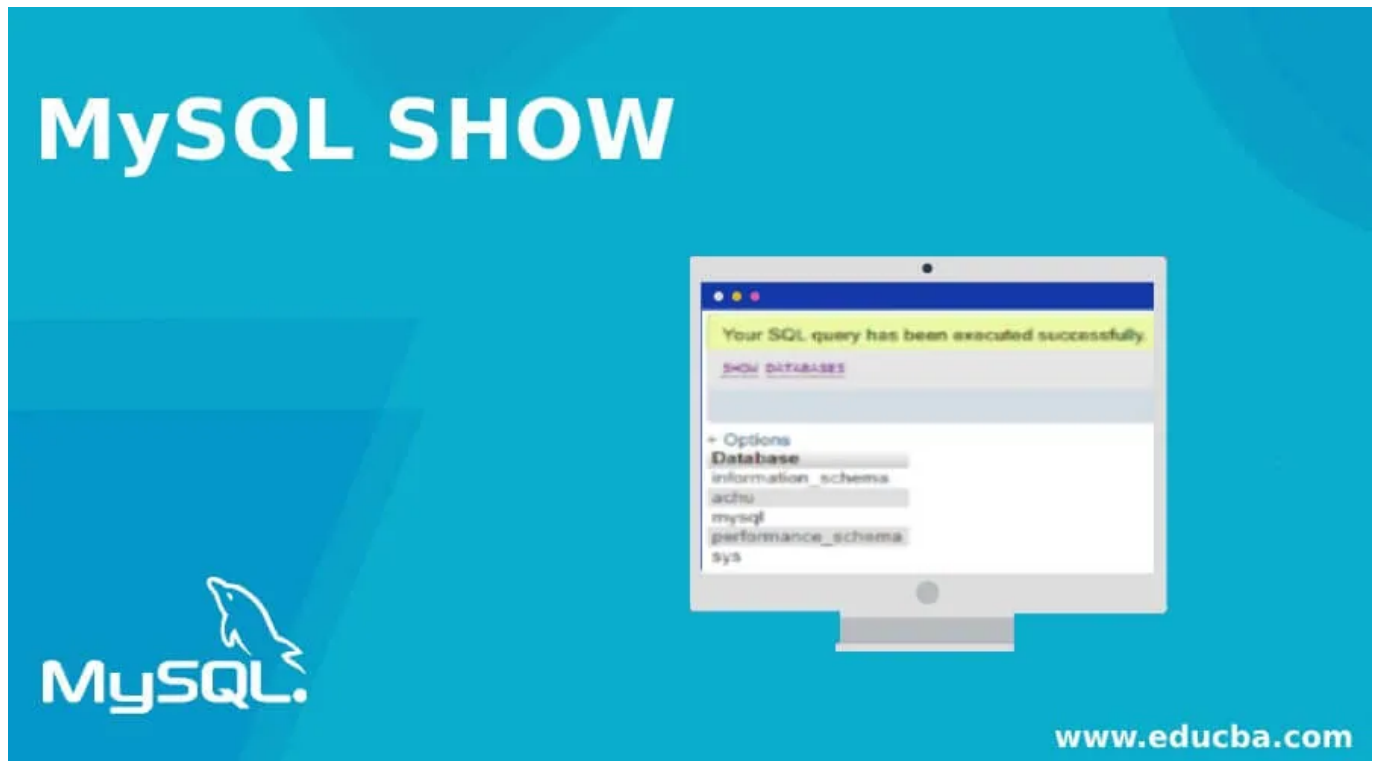 MySQL SHOW
Your SQL query has been executed successfully.
SHOW DATABASES
+ Options
Database
information_schema
achu
mysql
performance_schema
sys
MySQL.
www.educba.com